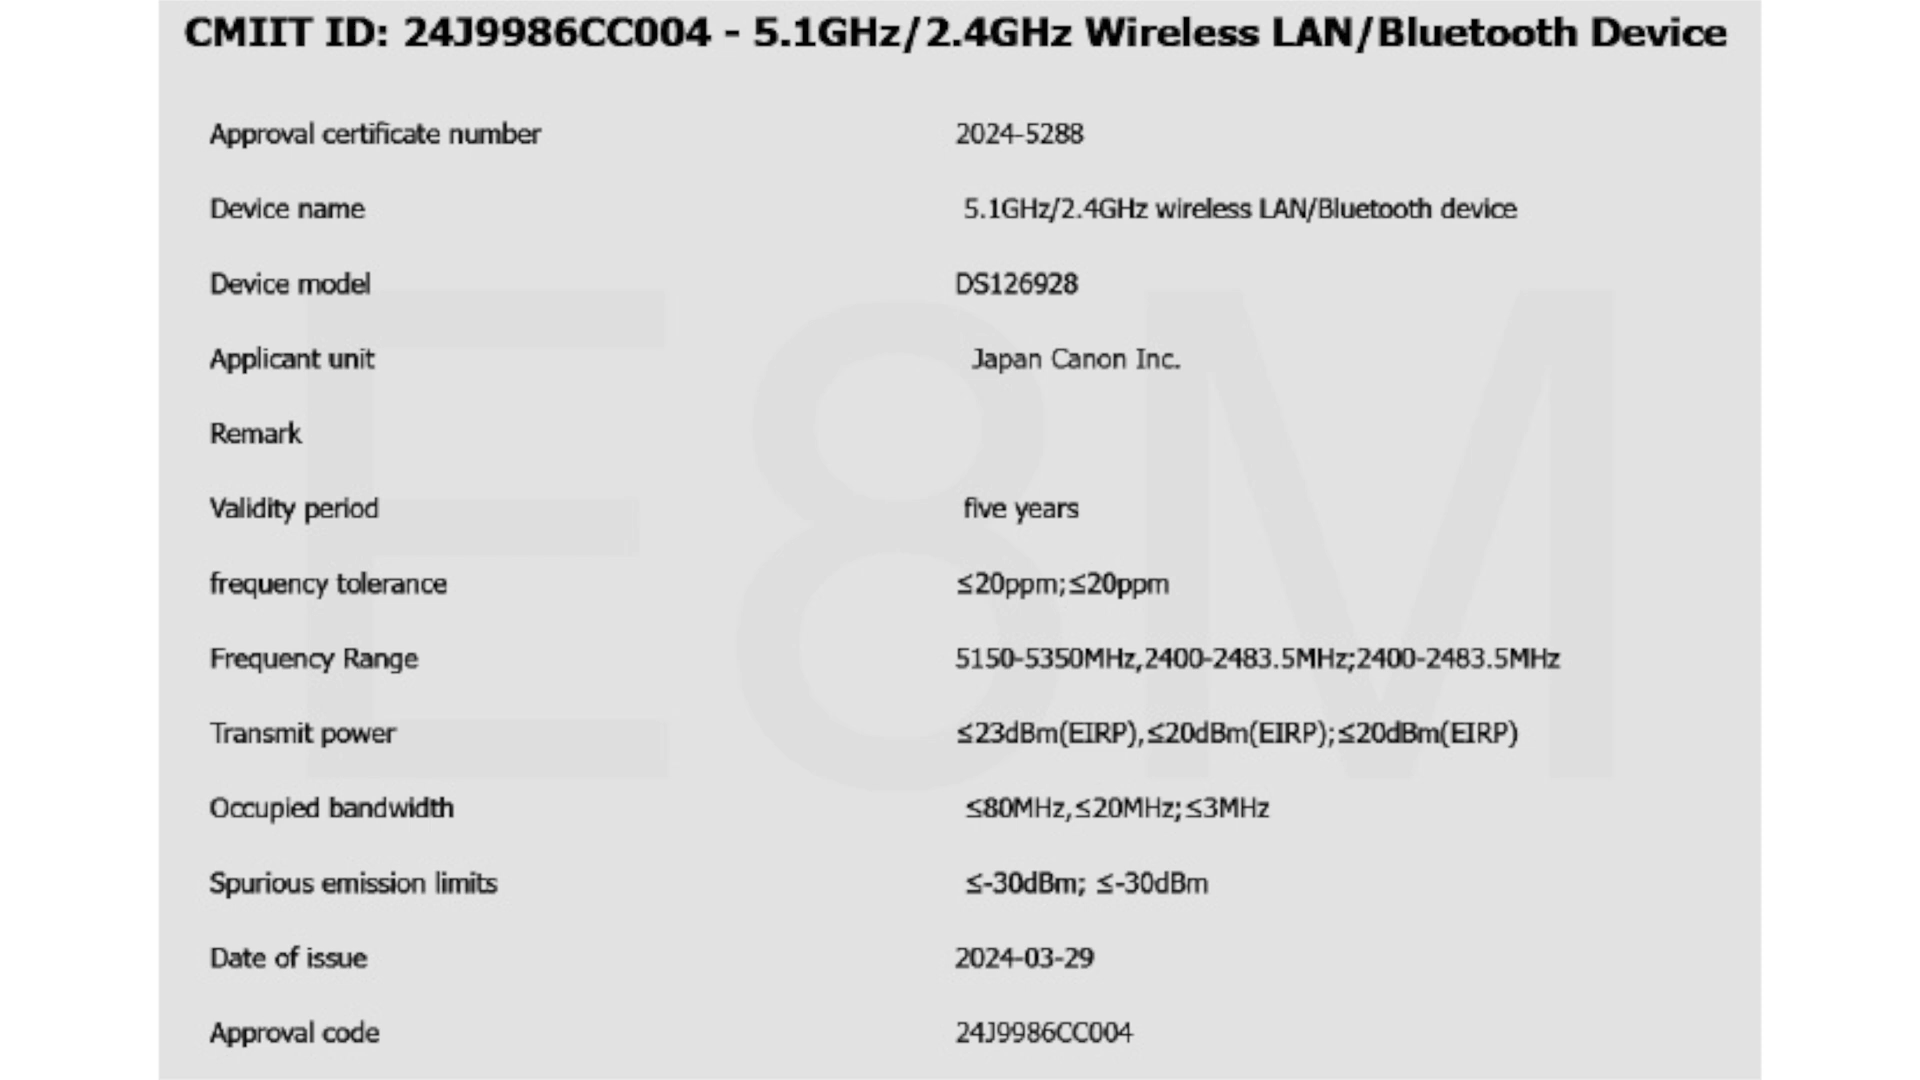 CMIIT ID: 24J9986CC004 - 5.1GHz/2.4GHz Wireless LAN/Bluetooth Device
Approval certificate number 2024-5288
Device name 5.1GHz/2.4GHz wireless LAN/Bluetooth device
Device model DS126928
Applicant unit Japan Canon Inc.
Remark
Validity period five years
frequency tolerance ≤20ppm;≤20ppm
Frequency Range 5150-5350MHz,2400-2483.5MHz;2400-2483.5MHz
Transmit power ≤23dBm(EIRP),≤20dBm(EIRP);≤20dBm(EIRP)
Occupied bandwidth ≤80MHz,≤20MHz;≤3MHz
Spurious emission limits ≤-30dBm; ≤-30dBm
Date of issue 2024-03-29
Approval code 24J9986CC004
E8M